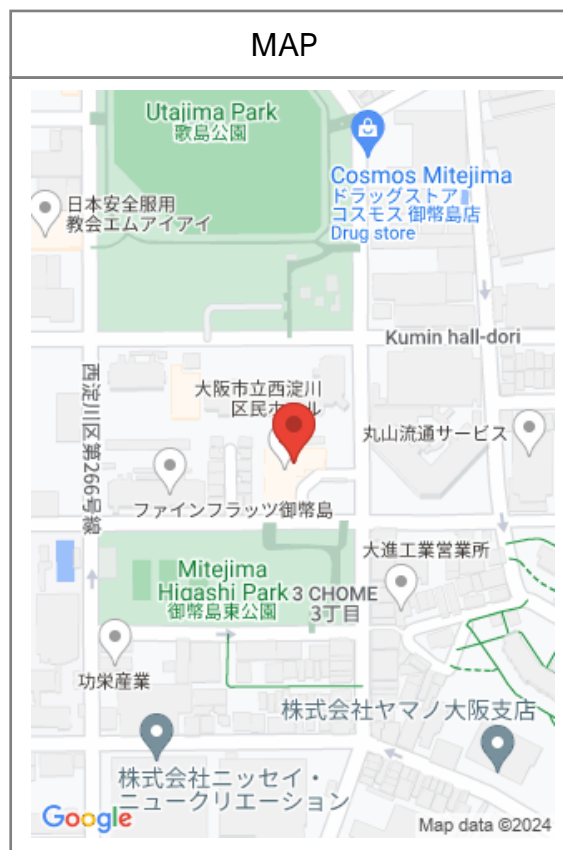 MAP
Utajima Park
歌島公園
Cosmos Mitejima
ドラッグストア
コスモス 御幣島店
Drug store
日本安全服用
教会エムアイアイ
Kumin hall-dori
西淀川区第266号線
大阪市立西淀川
区民ホール
丸山流通サービス
ファインフラッツ御幣島
大進工業営業所
Mitejima
Higashi Park
御幣島東公園
3 CHOME
3丁目
功栄産業
株式会社ヤマノ大阪支店
株式会社ニッセイ・
ニュークリエーション
Google
Map data ©2024